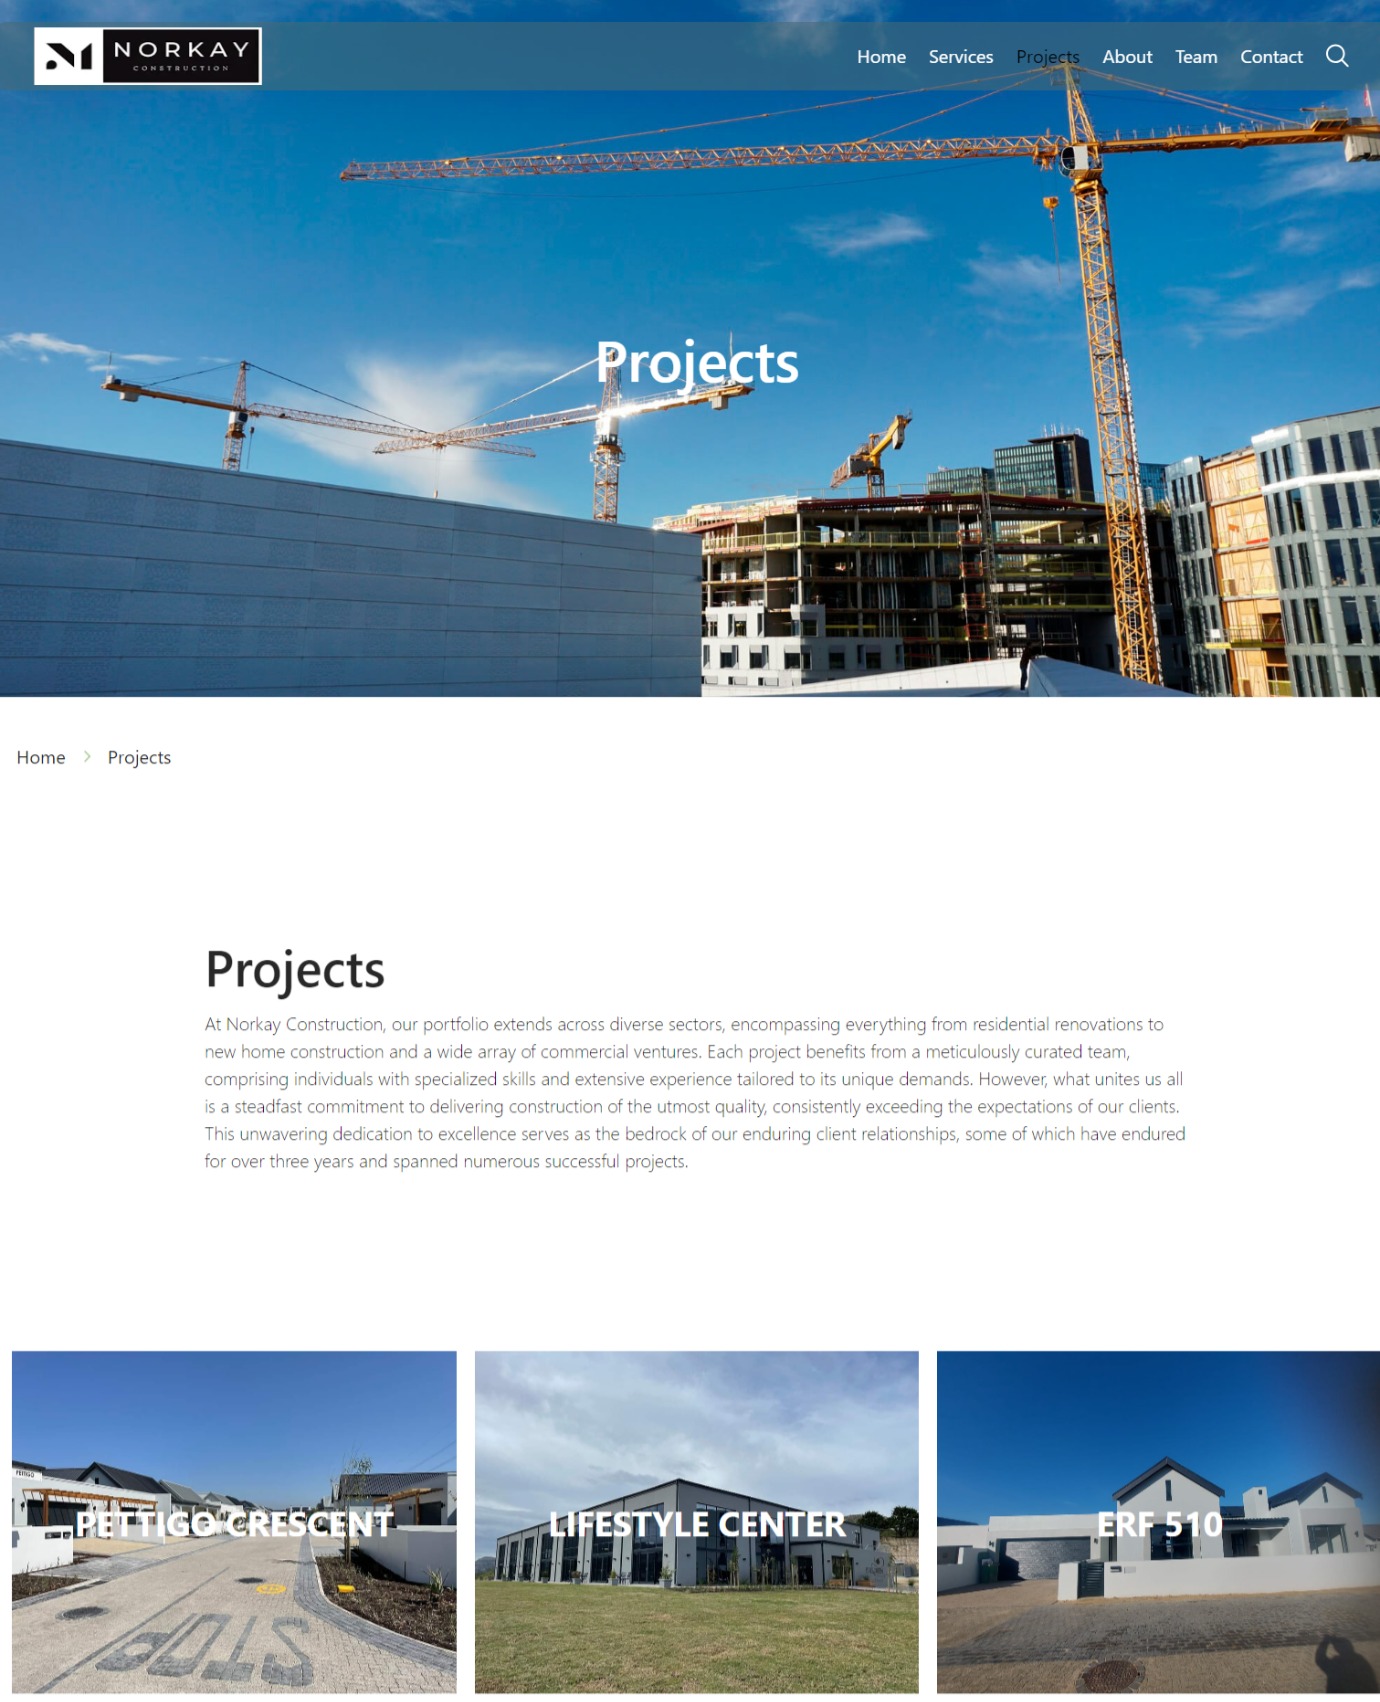 NORKAY
CONSTRUCTION
Home Services Projects About Team Contact
Projects
Home Projects
Projects
At Norkay Construction, our portfolio extends across diverse sectors, encompassing everything from residential renovations to
new home construction and a wide array of commercial ventures. Each project benefits from a meticulously curated team,
comprising individuals with specialized skills and extensive experience tailored to its unique demands. However, what unites us all
is a steadfast commitment to delivering construction of the utmost quality, consistently exceeding the expectations of our clients.
This unwavering dedication to excellence serves as the bedrock of our enduring client relationships, some of which have endured
for over three years and spanned numerous successful projects.
PETTIGO
PETTIGO CRESCENT
STOP
LIFESTYLE CENTER
ERF 510